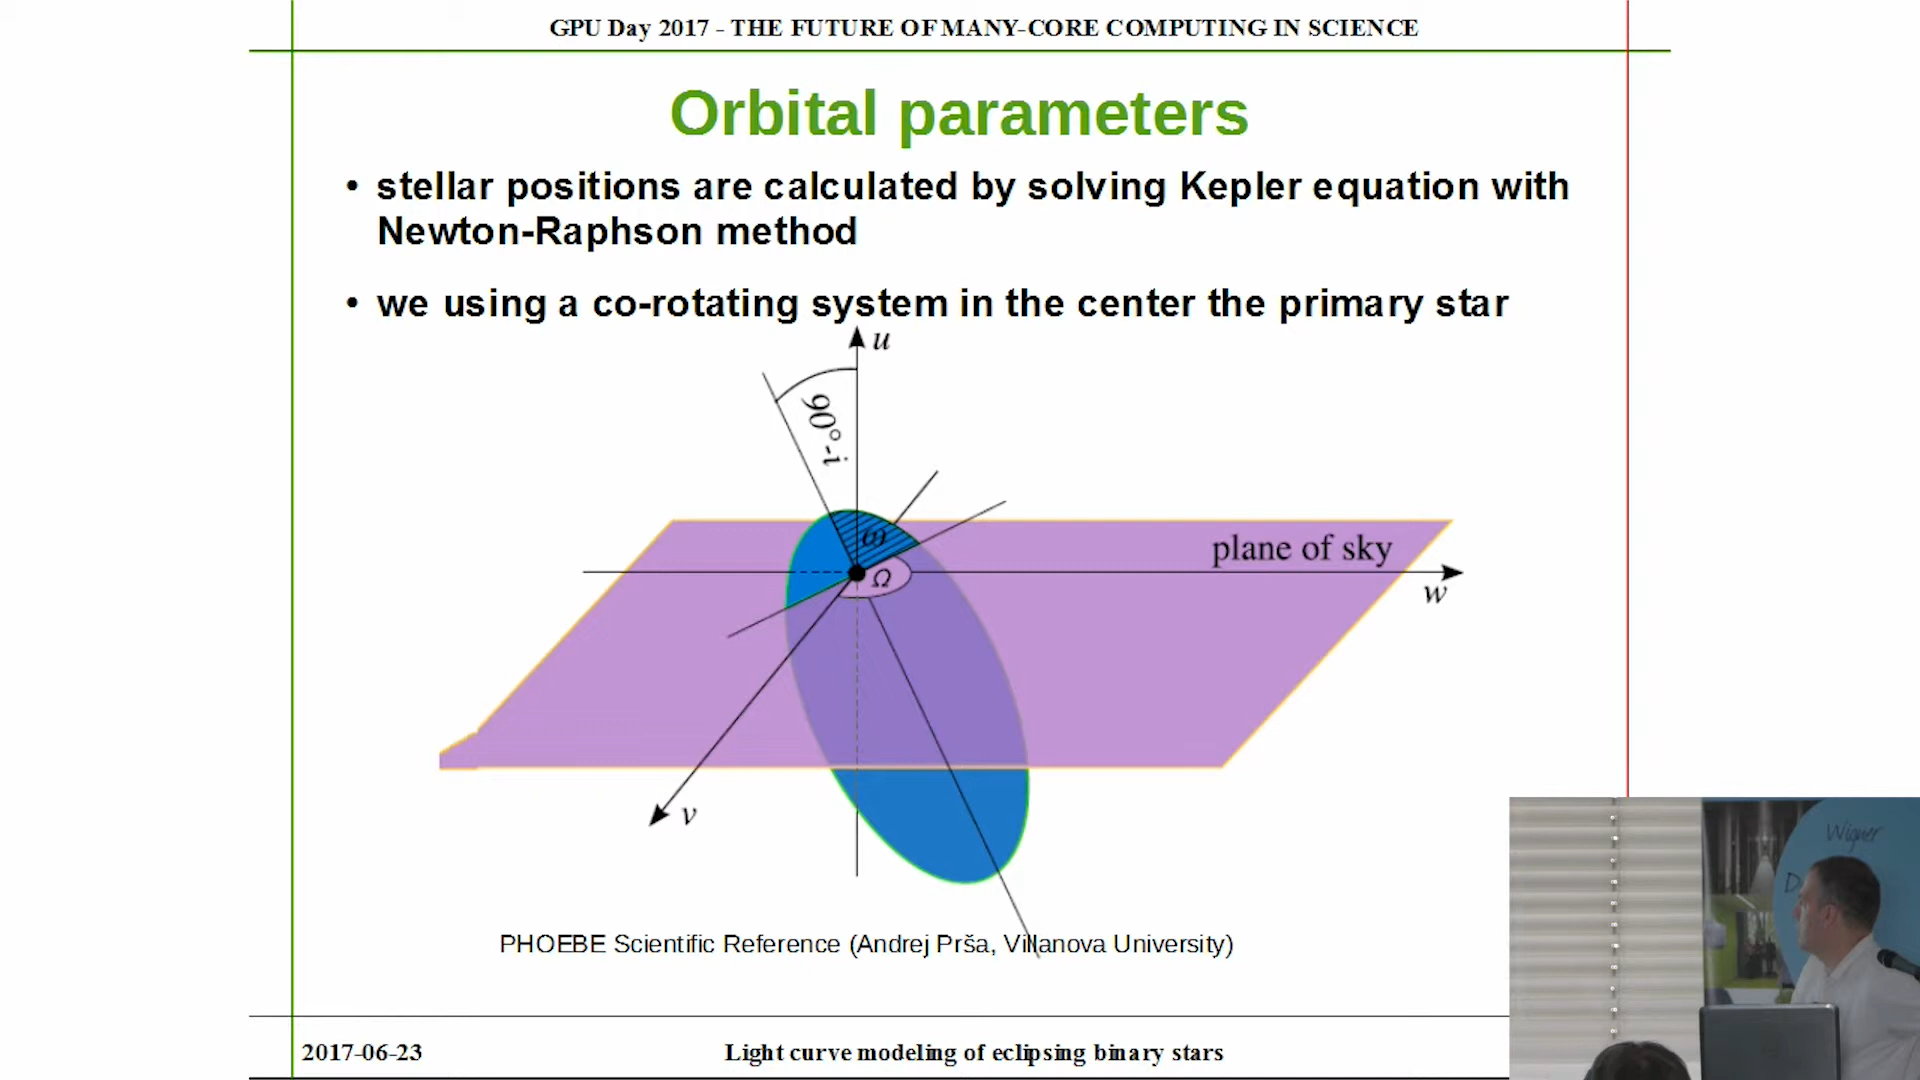 GPU Day 2017 - THE FUTURE OF MANY-CORE COMPUTING IN SCIENCE
Orbital parameters
• stellar positions are calculated by solving Kepler equation with
Newton-Raphson method
• we using a co-rotating system in the center the primary star
u
90°-i
ω
plane of sky
Ω
w
v
PHOEBE Scientific Reference (Andrej Prša, Villanova University)
Wigner
2017-06-23
Light curve modeling of eclipsing binary stars